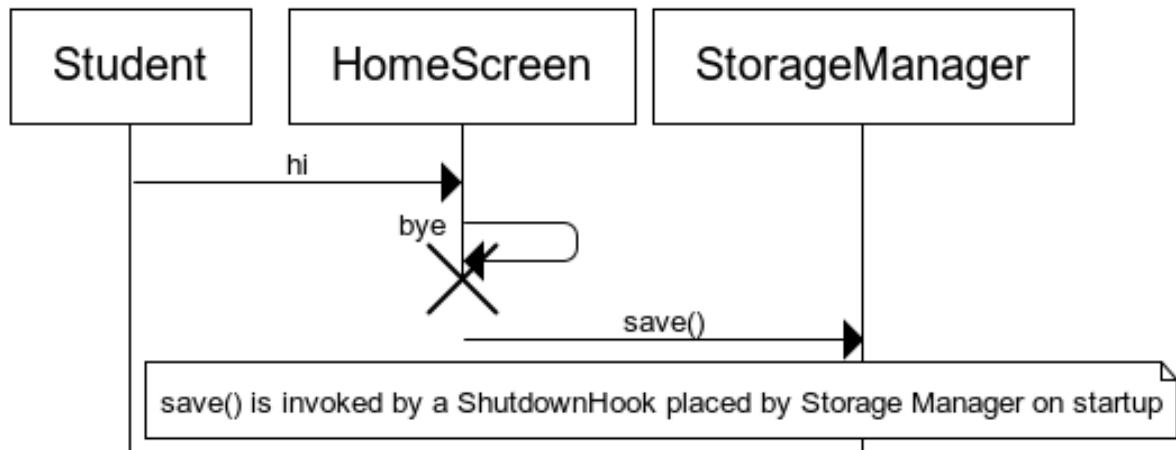 Student
HomeScreen
StorageManager
hi
bye
save()
save() is invoked by a ShutdownHook placed by Storage Manager on startup